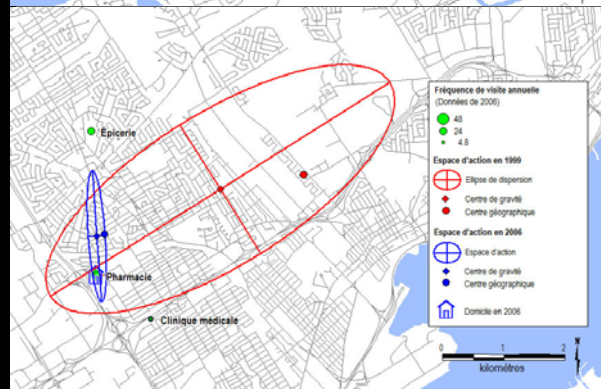 Épicerie
Pharmacie
Clinique médicale
Fréquence de visite annuelle
(Données de 2006)
48
24
4.8
Espace d'action en 1999
Ellipse de dispersion
Centre de gravité
Centre géographique
Espace d'action en 2006
Espace d'action
Centre de gravité
Centre géographique
Domicile en 2006
0 .5 1 2
kilométres